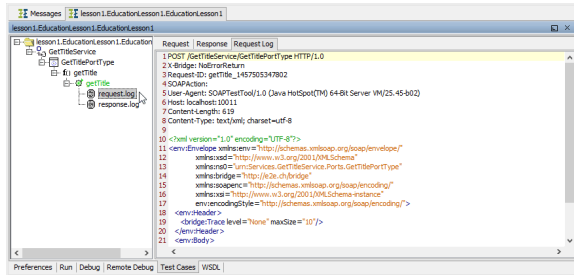 Messages lesson1.EducationLesson1.EducationLesson1
lesson1.EducationLesson1.EducationLesson1
lesson1.EducationLesson1.Education
GetTitleService
GetTitlePortType
f() getTitle
getTitle
request.log
response.log
Request Response Request Log
1 POST /GetTitleService/GetTitlePortType HTTP/1.0
2 X-Bridge: NoErrorReturn
3 Request-ID: getTitle_1457505347802
4 SOAPAction:
5 User-Agent: SOAPTestTool/1.0 (Java HotSpot(TM) 64-Bit Server VM/25.45-b02)
6 Host: localhost:10011
7 Content-Length: 619
8 Content-Type: text/xml; charset=utf-8
9
10 <?xml version="1.0" encoding="UTF-8"?>
11 <env:Envelope xmlns:env="http://schemas.xmlsoap.org/soap/envelope/"
12 xmlns:xsd="http://www.w3.org/2001/XMLSchema"
13 xmlns:ns0="urn:Services.GetTitleService.Ports.GetTitlePortType"
14 xmlns:bridge="http://e2e.ch/bridge"
15 xmlns:soapenc="http://schemas.xmlsoap.org/soap/encoding/"
16 xmlns:xsi="http://www.w3.org/2001/XMLSchema-instance"
17 env:encodingStyle="http://schemas.xmlsoap.org/soap/encoding/">
18 <env:Header>
19 <bridge:Trace level="None" maxSize="10"/>
20 </env:Header>
21 <env:Body>
Preferences Run Debug Remote Debug Test Cases WSDL